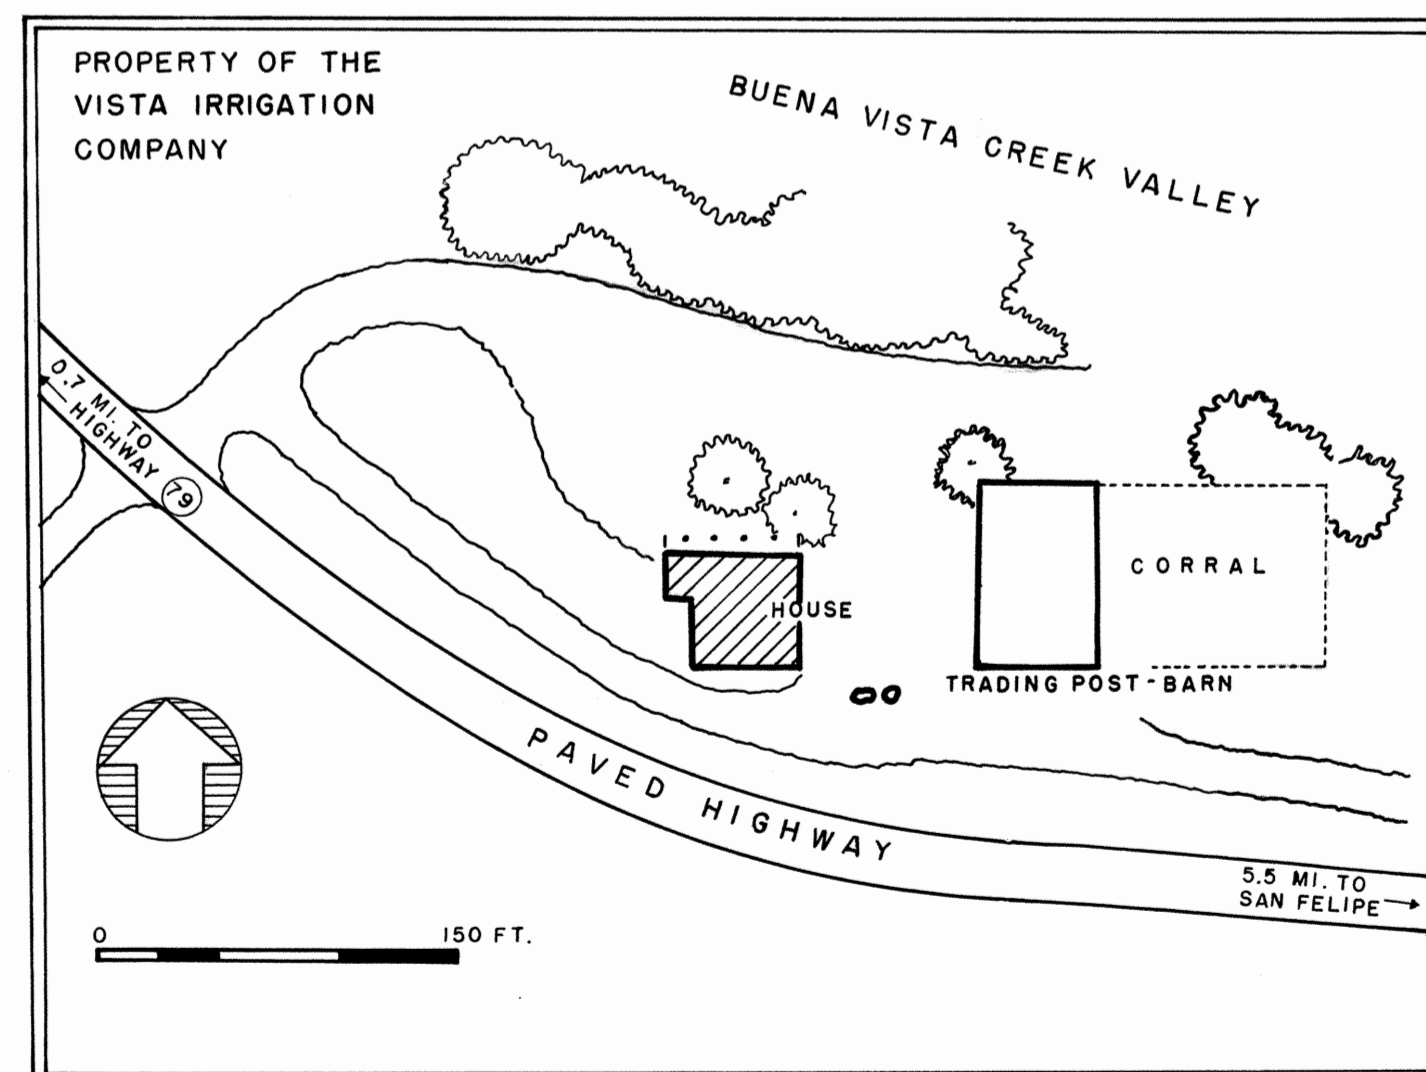 PROPERTY OF THE
VISTA IRRIGATION
COMPANY
BUENA VISTA CREEK VALLEY
0.7 MI. TO
HIGHWAY 79
CORRAL
HOUSE
TRADING POST-BARN
PAVED HIGHWAY
5.5 MI. TO
SAN FELIPE
0 150 FT.